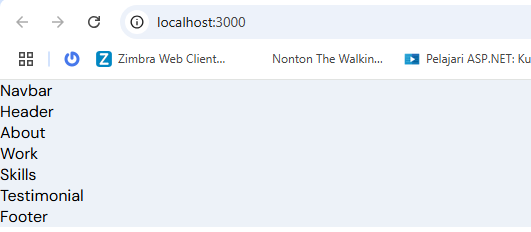 localhost:3000
Zimbra Web Client...
Nonton The Walkin...
Pelajari ASP.NET: Ku
Navbar
Header
About
Work
Skills
Testimonial
Footer